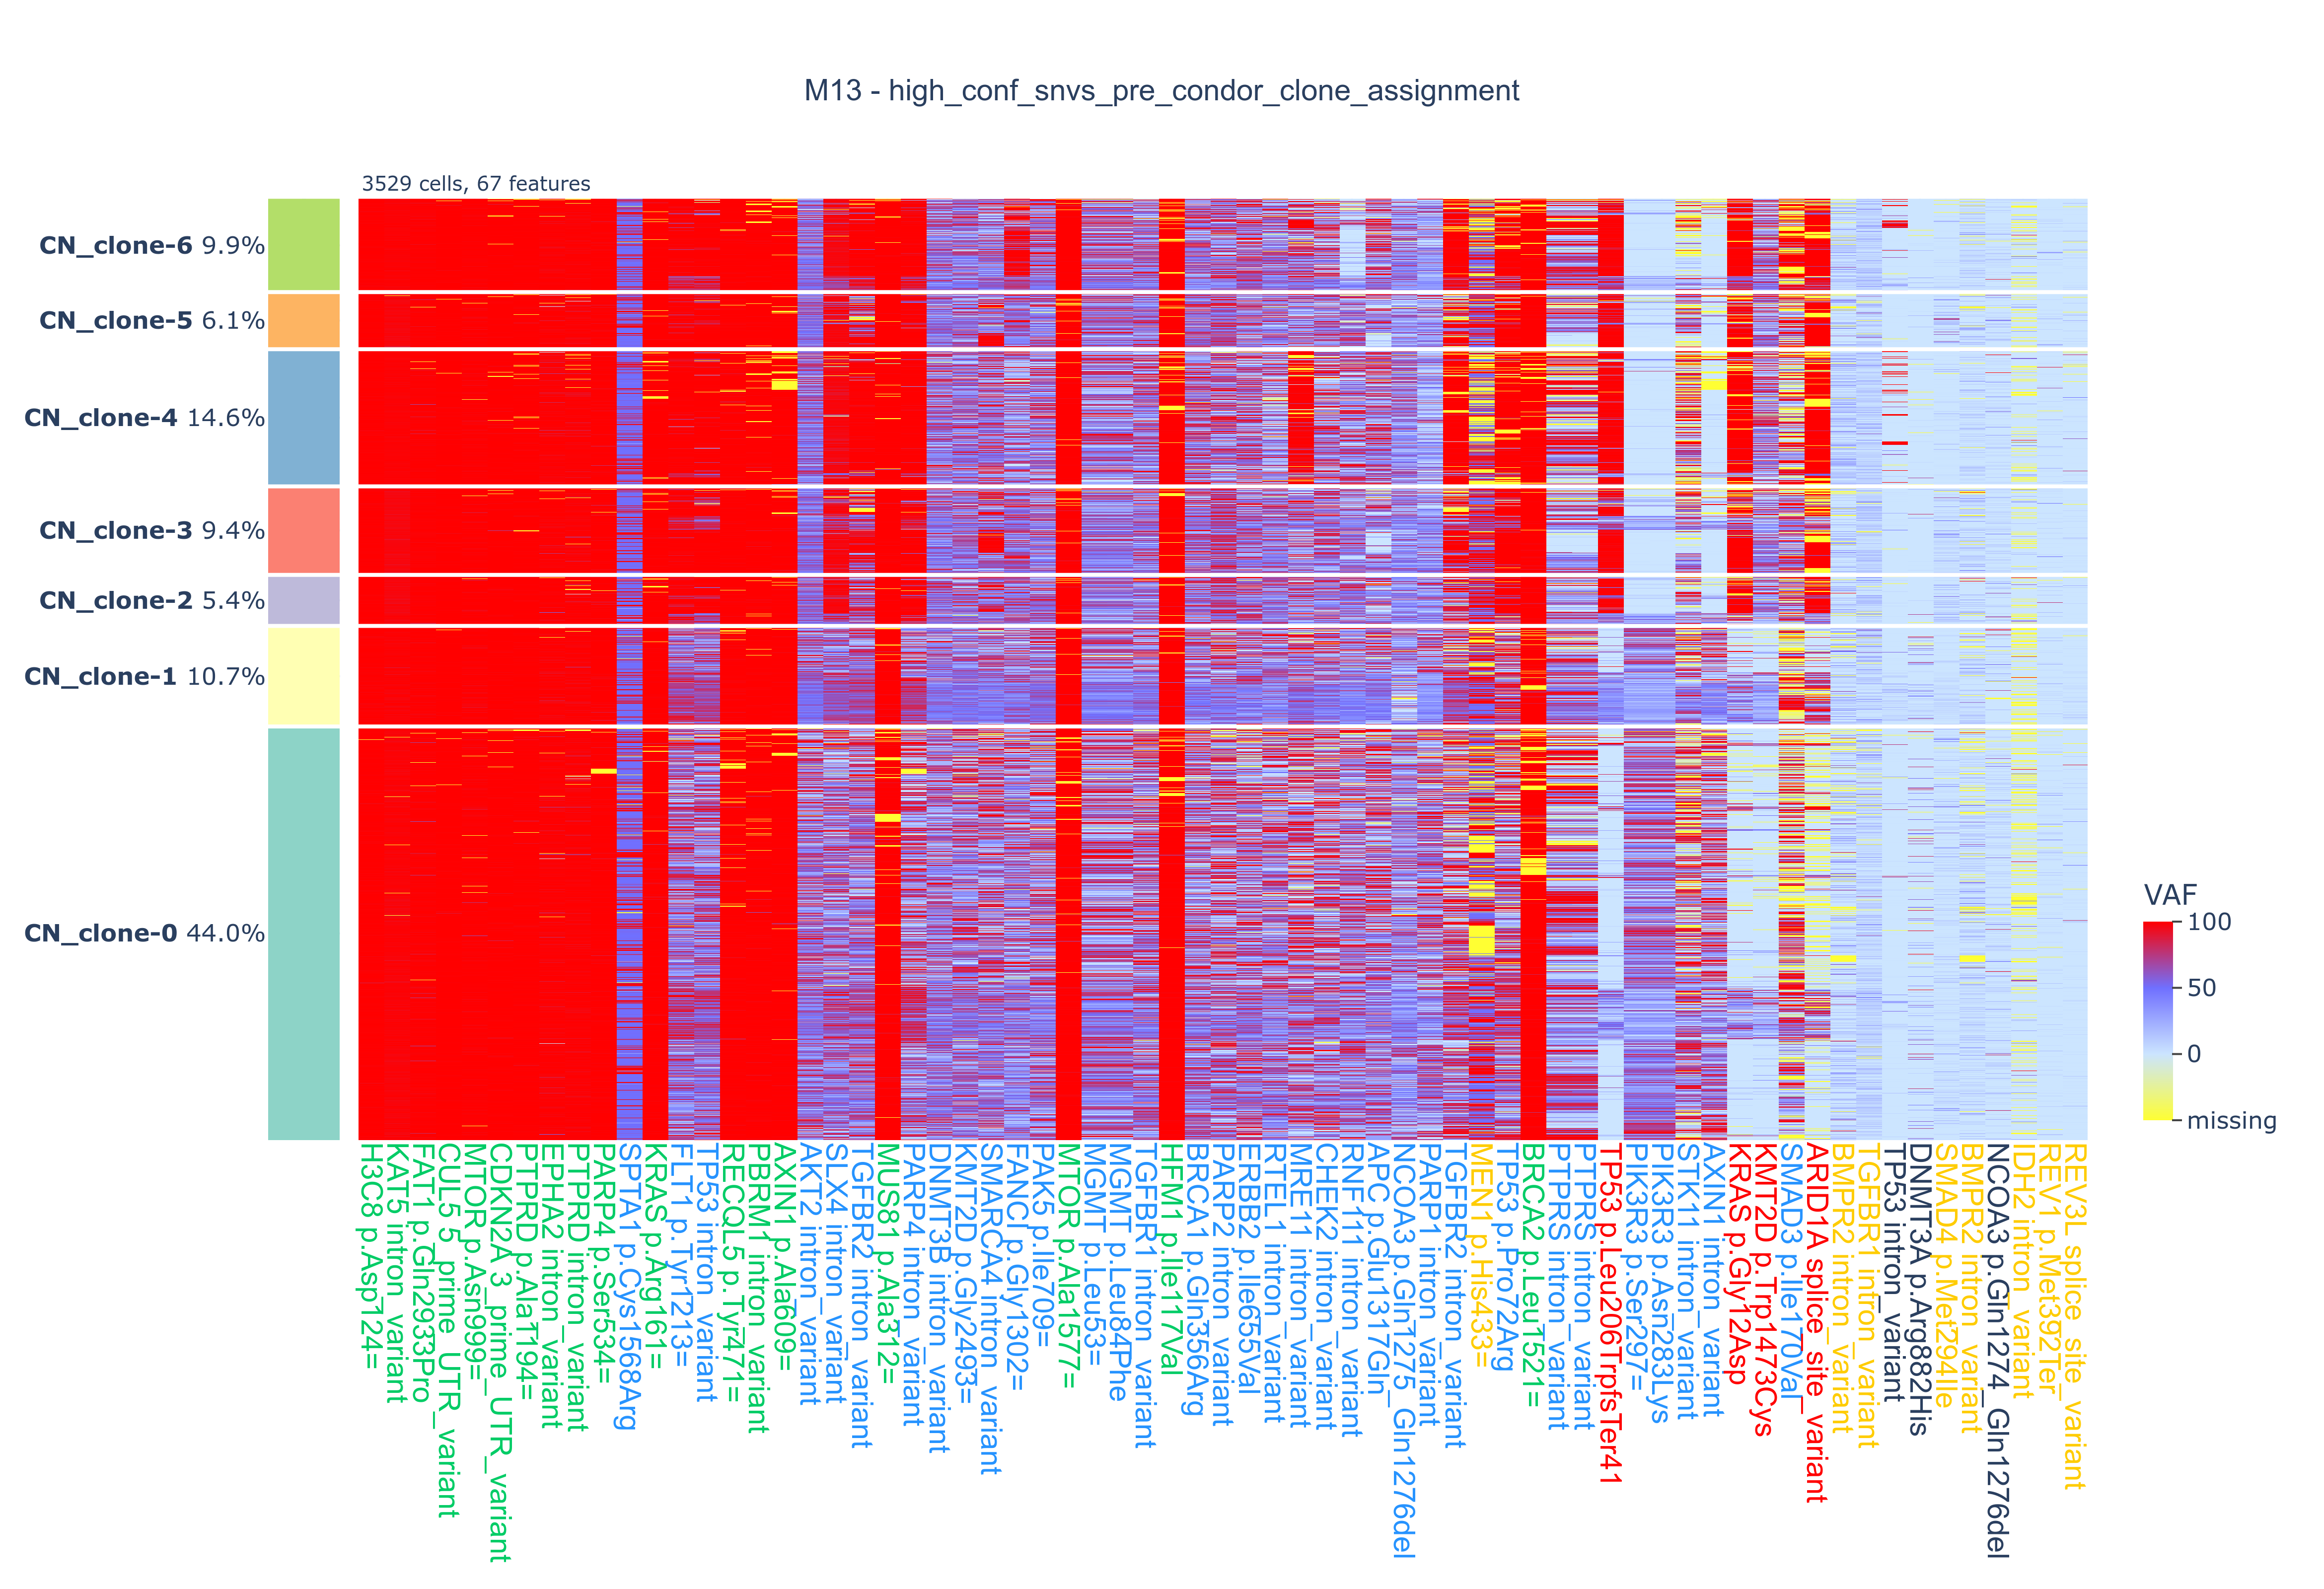 M13 - high_conf_snvs_pre_condor_clone_assignment
3529 cells, 67 features
CN_clone-6 9.9%
CN_clone-5 6.1%
CN_clone-4 14.6%
CN_clone-3 9.4%
CN_clone-2 5.4%
CN_clone-1 10.7%
CN_clone-0 44.0%
VAF
100
50
0
missing
H3C8 p.Asp124=
KAT5 intron_variant
FAT1 p.Gln2933Pro
CUL5 5_prime_UTR_variant
MTOR p.Asn999=
CDKN2A 3_prime_UTR_variant
PTPRD p.Ala1194=
EPHA2 intron_variant
PTPRD intron_variant
PARP4 p.Ser534=
SPTA1 p.Cys1568Arg
KRAS p.Arg161=
FLT1 p.Tyr1213=
TP53 intron_variant
RECQL5 p.Tyr471=
PBRM1 intron_variant
AXIN1 p.Ala609=
AKT2 intron_variant
SLX4 intron_variant
TGFBR2 intron_variant
MUS81 p.Ala312=
PARP4 intron_variant
DNMT3B intron_variant
KMT2D p.Gly2493=
SMARCA4 intron_variant
FANCI p.Gly1302=
PAK5 p.Ile709=
MTOR p.Ala1577=
MGMT p.Leu53=
MGMT p.Leu84Phe
TGFBR1 intron_variant
HFM1 p.Ile117Val
BRCA1 p.Gln356Arg
PARP2 intron_variant
ERBB2 p.Ile655Val
RTEL1 intron_variant
MRE11 intron_variant
CHEK2 intron_variant
RNF111 intron_variant
APC p.Glu1317Gln
NCOA3 p.Gln1275_Gln1276del
PARP1 intron_variant
TGFBR2 intron_variant
MEN1 p.His433=
TP53 p.Pro72Arg
BRCA2 p.Leu1521=
PTPRS intron_variant
PTPRS intron_variant
TP53 p.Leu206TrpfsTer41
PIK3R3 p.Ser297=
PIK3R3 p.Asn283Lys
STK11 intron_variant
AXIN1 intron_variant
KRAS p.Gly12Asp
KMT2D p.Trp1473Cys
SMAD3 p.Ile170Val
ARID1A splice_site_variant
BMPR2 intron_variant
TGFBR1 intron_variant
TP53 intron_variant
DNMT3A p.Arg882His
SMAD4 p.Met294Ile
BMPR2 intron_variant
NCOA3 p.Gln1274_Gln1276del
IDH2 intron_variant
REV1 p.Met392Ter
REV3L splice_site_variant